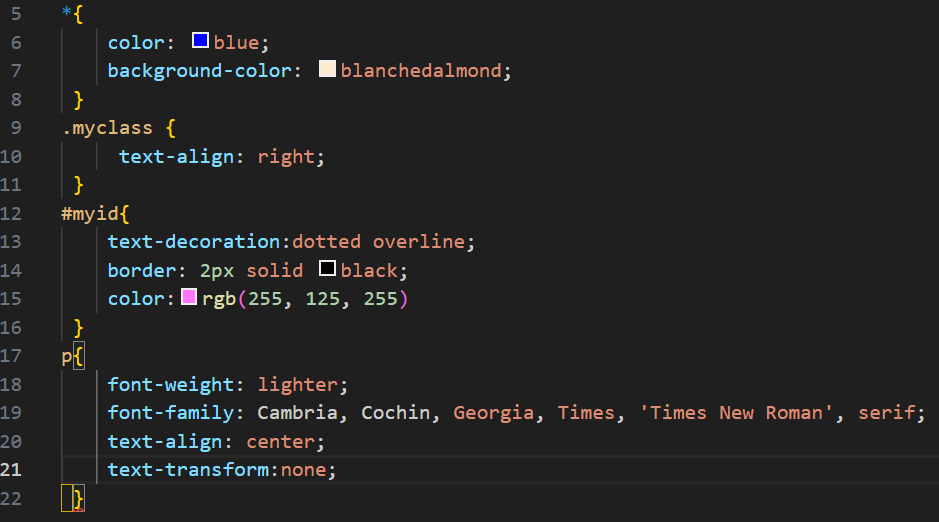 5 *{
6 color: blue;
7 background-color: blanchedalmond;
8 }
9 .myclass {
10 text-align: right;
11 }
12 #myid{
13 text-decoration:dotted overline;
14 border: 2px solid black;
15 color: rgb(255, 125, 255)
16 }
17 p{
18 font-weight: lighter;
19 font-family: Cambria, Cochin, Georgia, Times, 'Times New Roman', serif;
20 text-align: center;
21 text-transform:none;
22 }